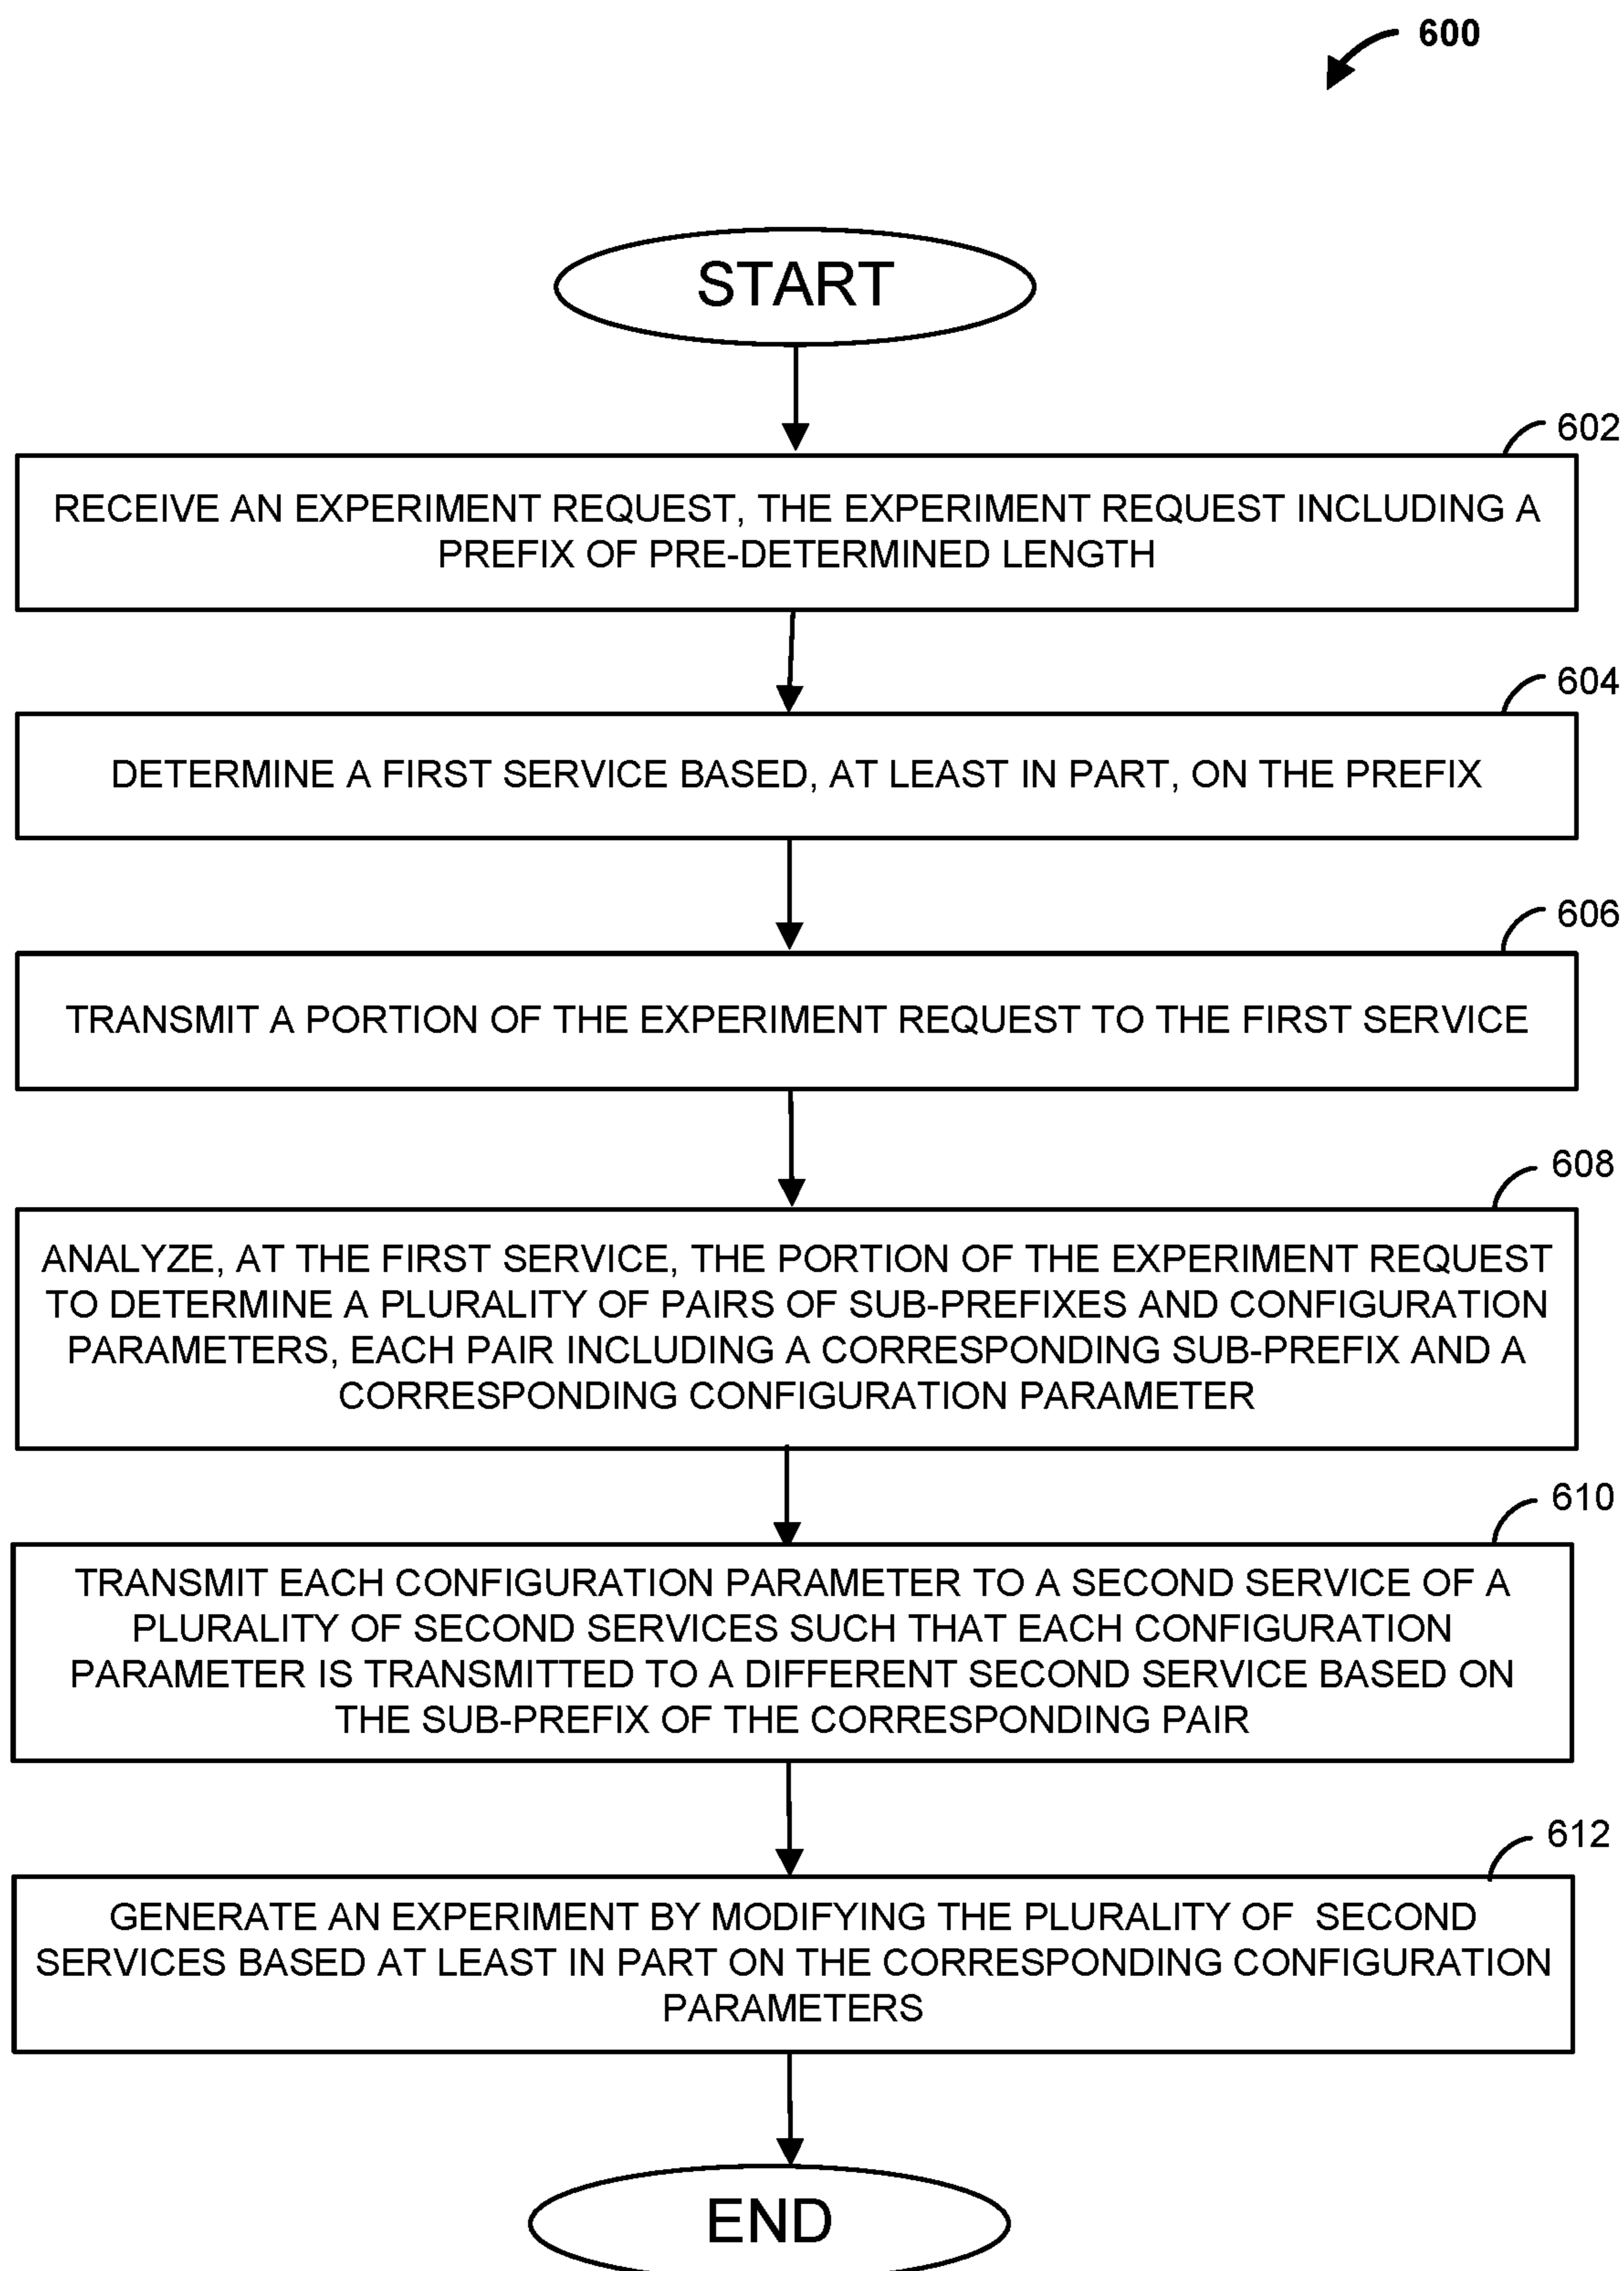 600
START
602
RECEIVE AN EXPERIMENT REQUEST, THE EXPERIMENT REQUEST INCLUDING A
PREFIX OF PRE-DETERMINED LENGTH
604
DETERMINE A FIRST SERVICE BASED, AT LEAST IN PART, ON THE PREFIX
606
TRANSMIT A PORTION OF THE EXPERIMENT REQUEST TO THE FIRST SERVICE
608
ANALYZE, AT THE FIRST SERVICE, THE PORTION OF THE EXPERIMENT REQUEST
TO DETERMINE A PLURALITY OF PAIRS OF SUB-PREFIXES AND CONFIGURATION
PARAMETERS, EACH PAIR INCLUDING A CORRESPONDING SUB-PREFIX AND A
CORRESPONDING CONFIGURATION PARAMETER
610
TRANSMIT EACH CONFIGURATION PARAMETER TO A SECOND SERVICE OF A
PLURALITY OF SECOND SERVICES SUCH THAT EACH CONFIGURATION
PARAMETER IS TRANSMITTED TO A DIFFERENT SECOND SERVICE BASED ON
THE SUB-PREFIX OF THE CORRESPONDING PAIR
612
GENERATE AN EXPERIMENT BY MODIFYING THE PLURALITY OF SECOND
SERVICES BASED AT LEAST IN PART ON THE CORRESPONDING CONFIGURATION
PARAMETERS
END